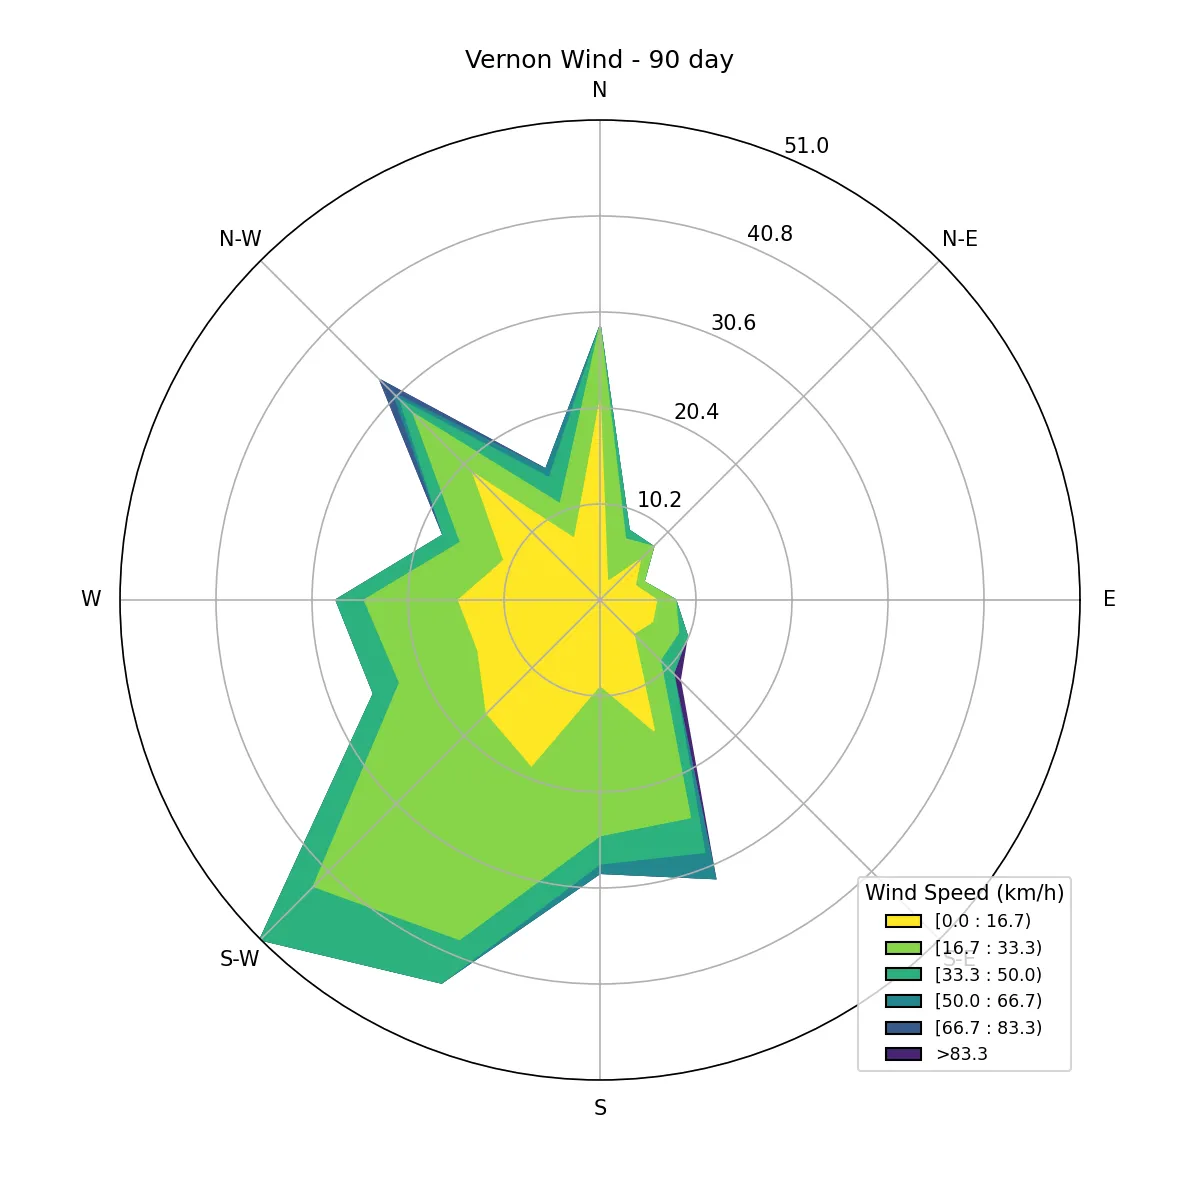 Vernon Wind - 90 day
N
51.0
40.8
N-W
N-E
30.6
20.4
10.2
W
E
Wind Speed (km/h)
[0.0 : 16.7)
[16.7 : 33.3)
S-W
S-E
[33.3 : 50.0)
[50.0 : 66.7)
[66.7 : 83.3)
>83.3
S